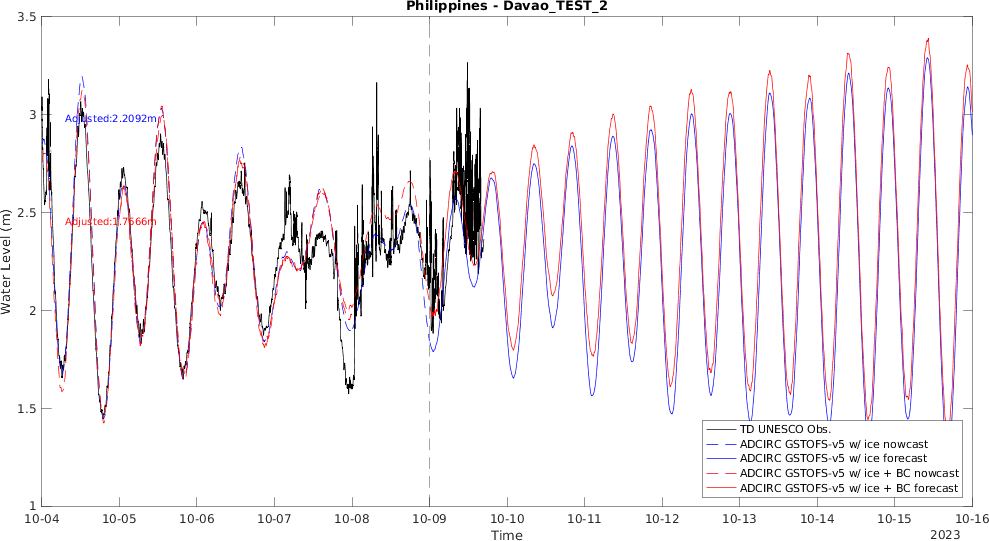 Philippines - Davao_TEST_2
3.5
3
2.5
2
1.5
1
Water Level (m)
Adjusted:2.2092m
Adjusted:1.7666m
TD UNESCO Obs.
ADCIRC GSTOFS-v5 w/ ice nowcast
ADCIRC GSTOFS-v5 w/ ice forecast
ADCIRC GSTOFS-v5 w/ ice + BC nowcast
ADCIRC GSTOFS-v5 w/ ice + BC forecast
10-04 10-05 10-06 10-07 10-08 10-09 10-10 10-11 10-12 10-13 10-14 10-15 10-16
Time
2023